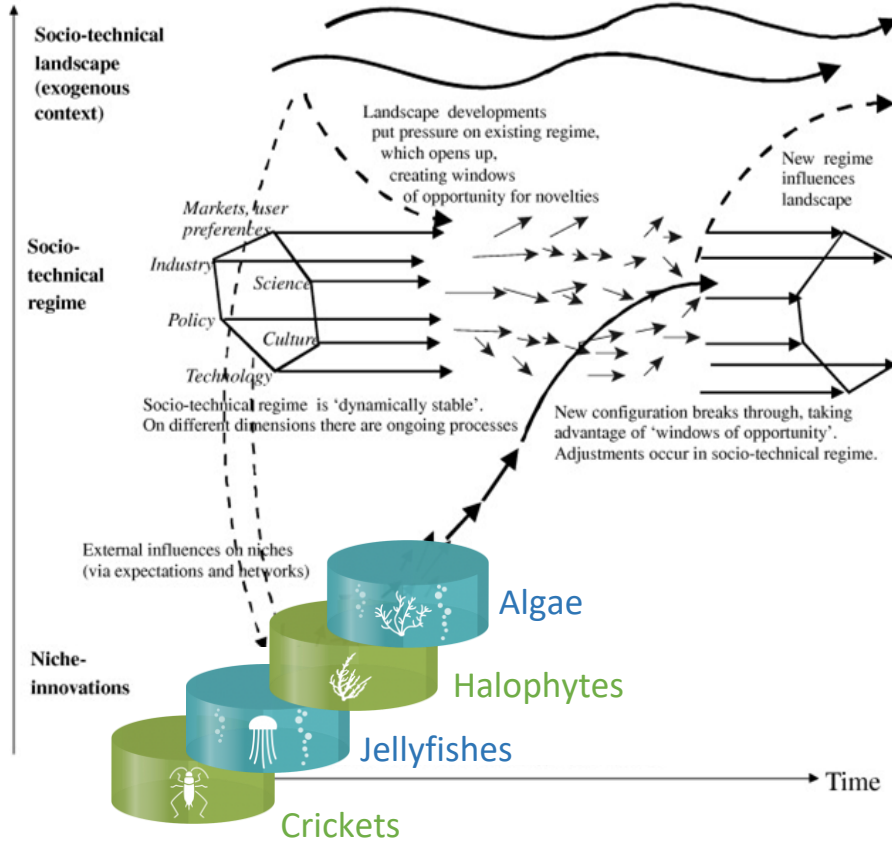 Socio-technical
landscape
(exogenous
context)
Landscape developments
put pressure on existing regime,
which opens up,
creating windows
of opportunity for novelties
New regime
influences
landscape
Markets, user
preferences
Socio-
technical
regime
Industry
Science
Policy
Culture
Technology
Socio-technical regime is ‘dynamically stable’.
On different dimensions there are ongoing processes
New configuration breaks through, taking
advantage of ‘windows of opportunity’.
Adjustments occur in socio-technical regime.
External influences on niches
(via expectations and networks)
Algae
Niche-
innovations
Halophytes
Jellyfishes
Time
Crickets